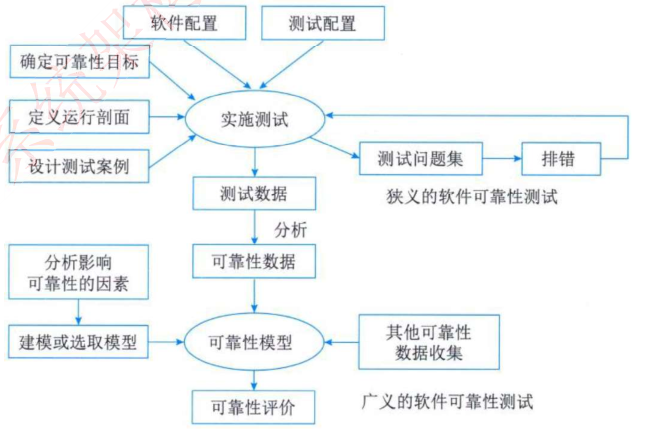 软件配置
测试配置
确定可靠性目标
定义运行剖面
实施测试
设计测试案例
测试问题集
排错
测试数据
狭义的软件可靠性测试
分析
分析影响
可靠性的因素
可靠性数据
建模或选取模型
可靠性模型
其他可靠性
数据收集
可靠性评价
广义的软件可靠性测试
系统架